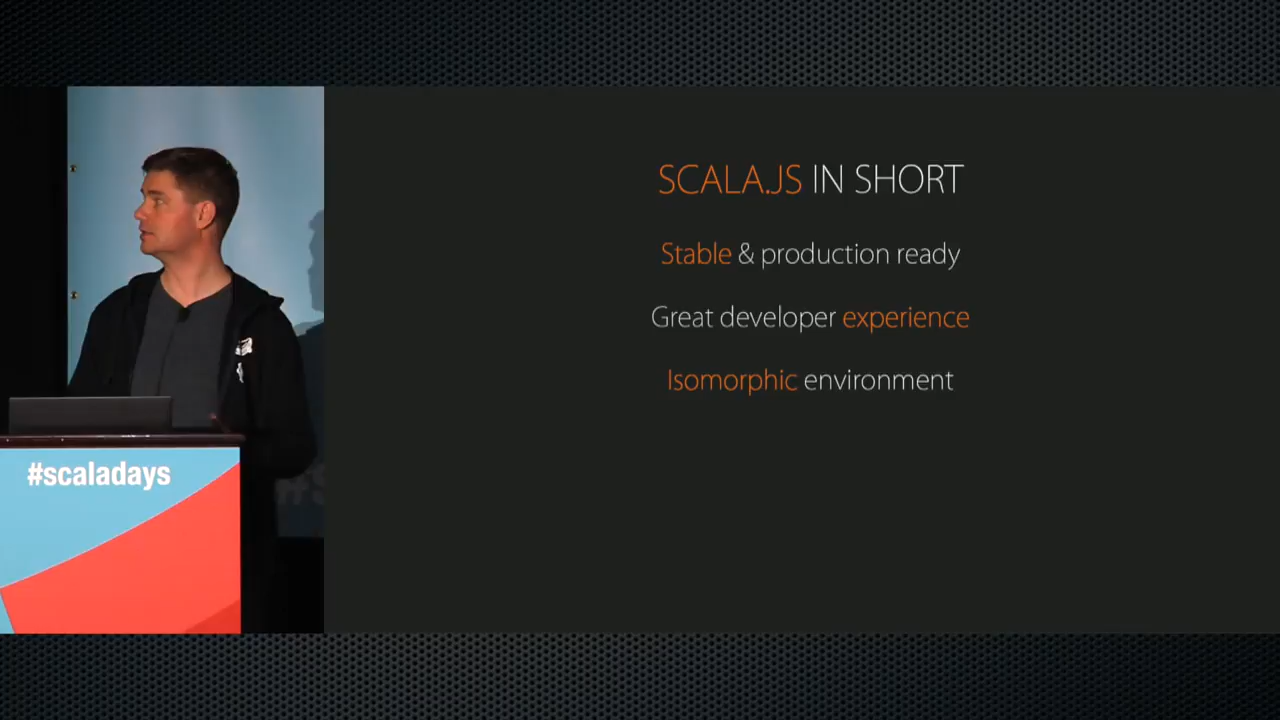 SCALA.JS IN SHORT
Stable & production ready
Great developer experience
Isomorphic environment
#scaladays